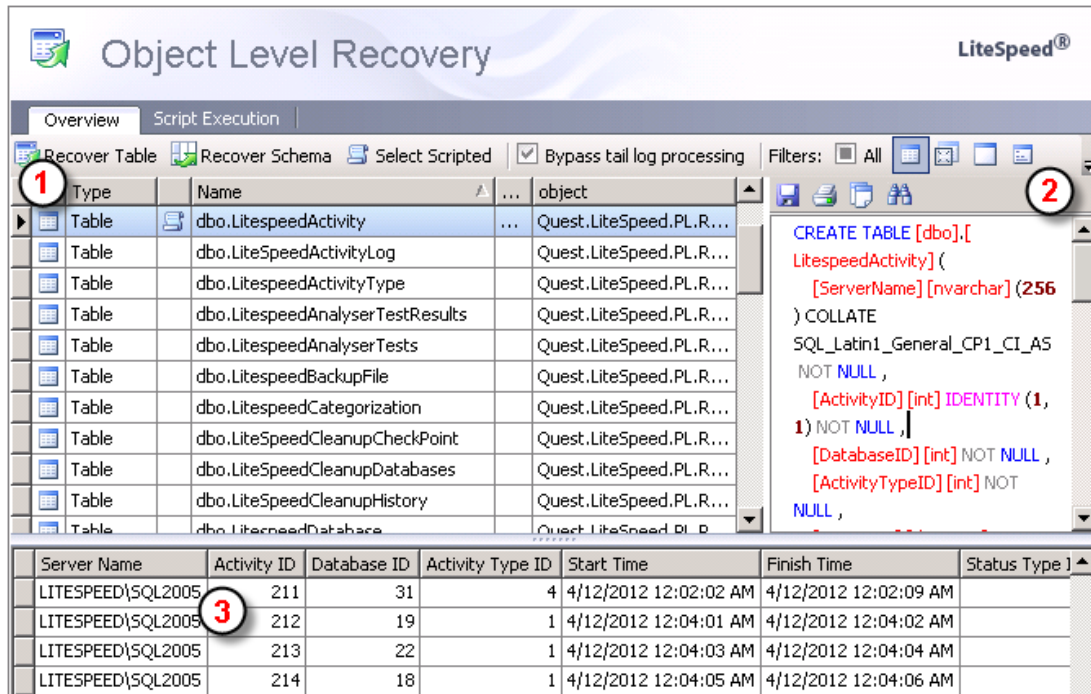 Object Level Recovery
LiteSpeed®
Overview Script Execution
Recover Table Recover Schema Select Scripted Bypass tail log processing Filters: All
1
2
Type Name ... object
Table dbo.LitespeedActivity ... Quest.LiteSpeed.PL.R...
Table dbo.LiteSpeedActivityLog Quest.LiteSpeed.PL.R...
Table dbo.LitespeedActivityType Quest.LiteSpeed.PL.R...
Table dbo.LitespeedAnalyserTestResults Quest.LiteSpeed.PL.R...
Table dbo.LitespeedAnalyserTests Quest.LiteSpeed.PL.R...
Table dbo.LitespeedBackupFile Quest.LiteSpeed.PL.R...
Table dbo.LitespeedCategorization Quest.LiteSpeed.PL.R...
Table dbo.LiteSpeedCleanupCheckPoint Quest.LiteSpeed.PL.R...
Table dbo.LiteSpeedCleanupDatabases Quest.LiteSpeed.PL.R...
Table dbo.LiteSpeedCleanupHistory Quest.LiteSpeed.PL.R...
Table dbo.LitespeedDatabase Quest.LiteSpeed.PL.R
CREATE TABLE [dbo].[
LitespeedActivity] (
[ServerName] [nvarchar] (256
) COLLATE
SQL_Latin1_General_CP1_CI_AS
NOT NULL ,
[ActivityID] [int] IDENTITY (1,
1) NOT NULL ,
[DatabaseID] [int] NOT NULL ,
[ActivityTypeID] [int] NOT
NULL ,
Server Name Activity ID Database ID Activity Type ID Start Time Finish Time Status Type
LITESPEED\SQL2005 211 31 4 4/12/2012 12:02:02 AM 4/12/2012 12:02:09 AM
3
LITESPEED\SQL2005 212 19 1 4/12/2012 12:04:01 AM 4/12/2012 12:04:02 AM
LITESPEED\SQL2005 213 22 1 4/12/2012 12:04:03 AM 4/12/2012 12:04:04 AM
LITESPEED\SQL2005 214 18 1 4/12/2012 12:04:05 AM 4/12/2012 12:04:06 AM